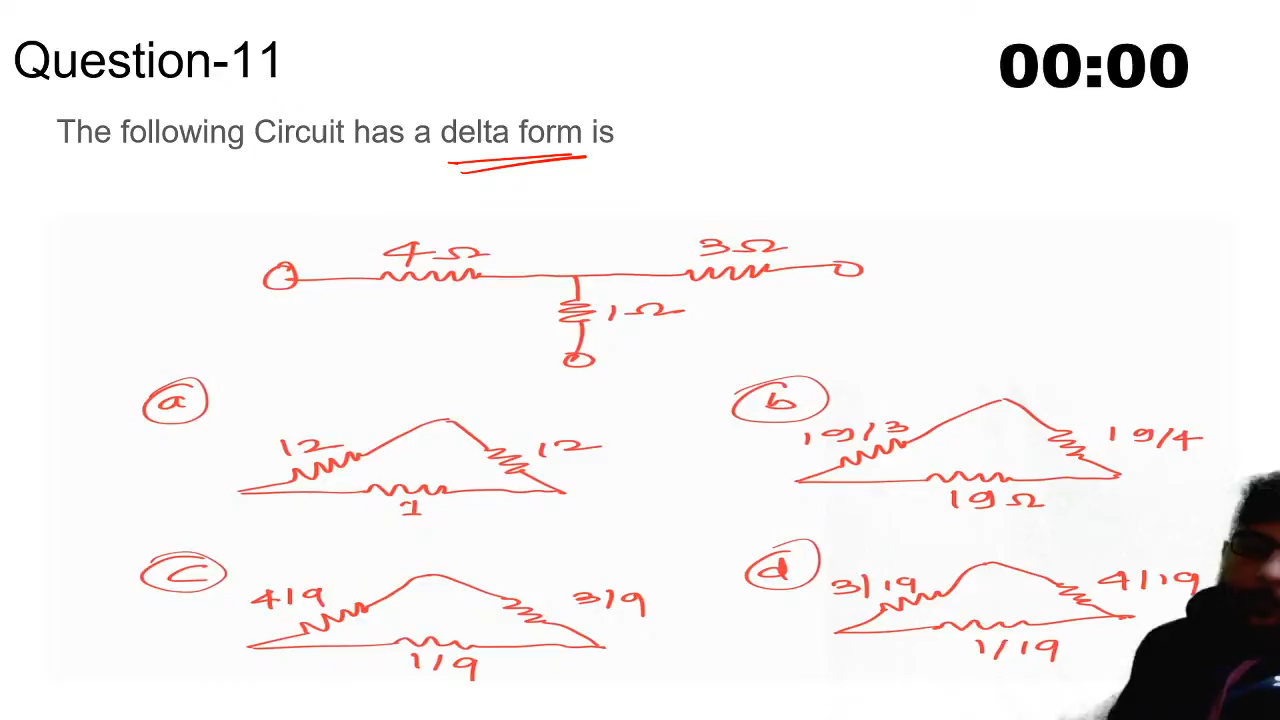 Question-11
00:00
The following Circuit has a delta form is
4Ω
3Ω
1Ω
a
12
12
1
b
19/3
19/4
19Ω
c
4/9
3/9
1/9
d
3/19
4/19
1/19